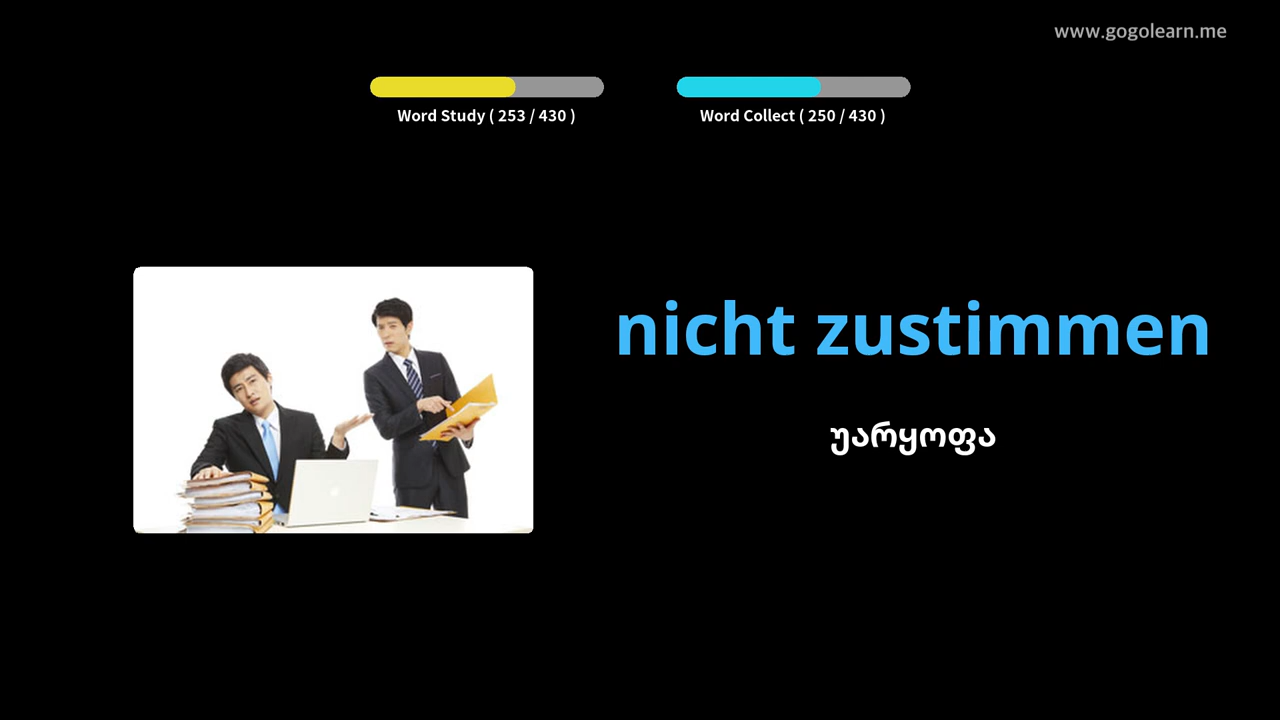 www.gogolearn.me
Word Study ( 253 / 430 )
Word Collect ( 250 / 430 )
nicht zustimmen
უარყოფა